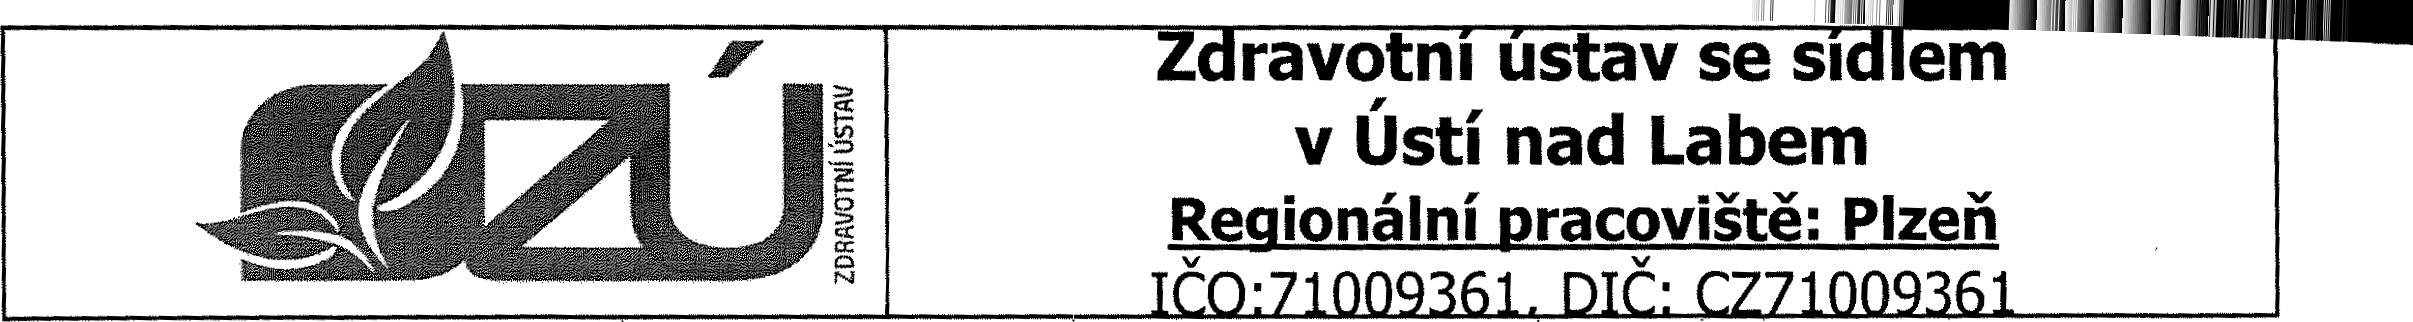 ZÚ
ZDRAVOTNÍ ÚSTAV
Zdravotní ústav se sídlem
v Ústí nad Labem
Regionální pracoviště: Plzeň
IČO:71009361, DIČ: CZ71009361